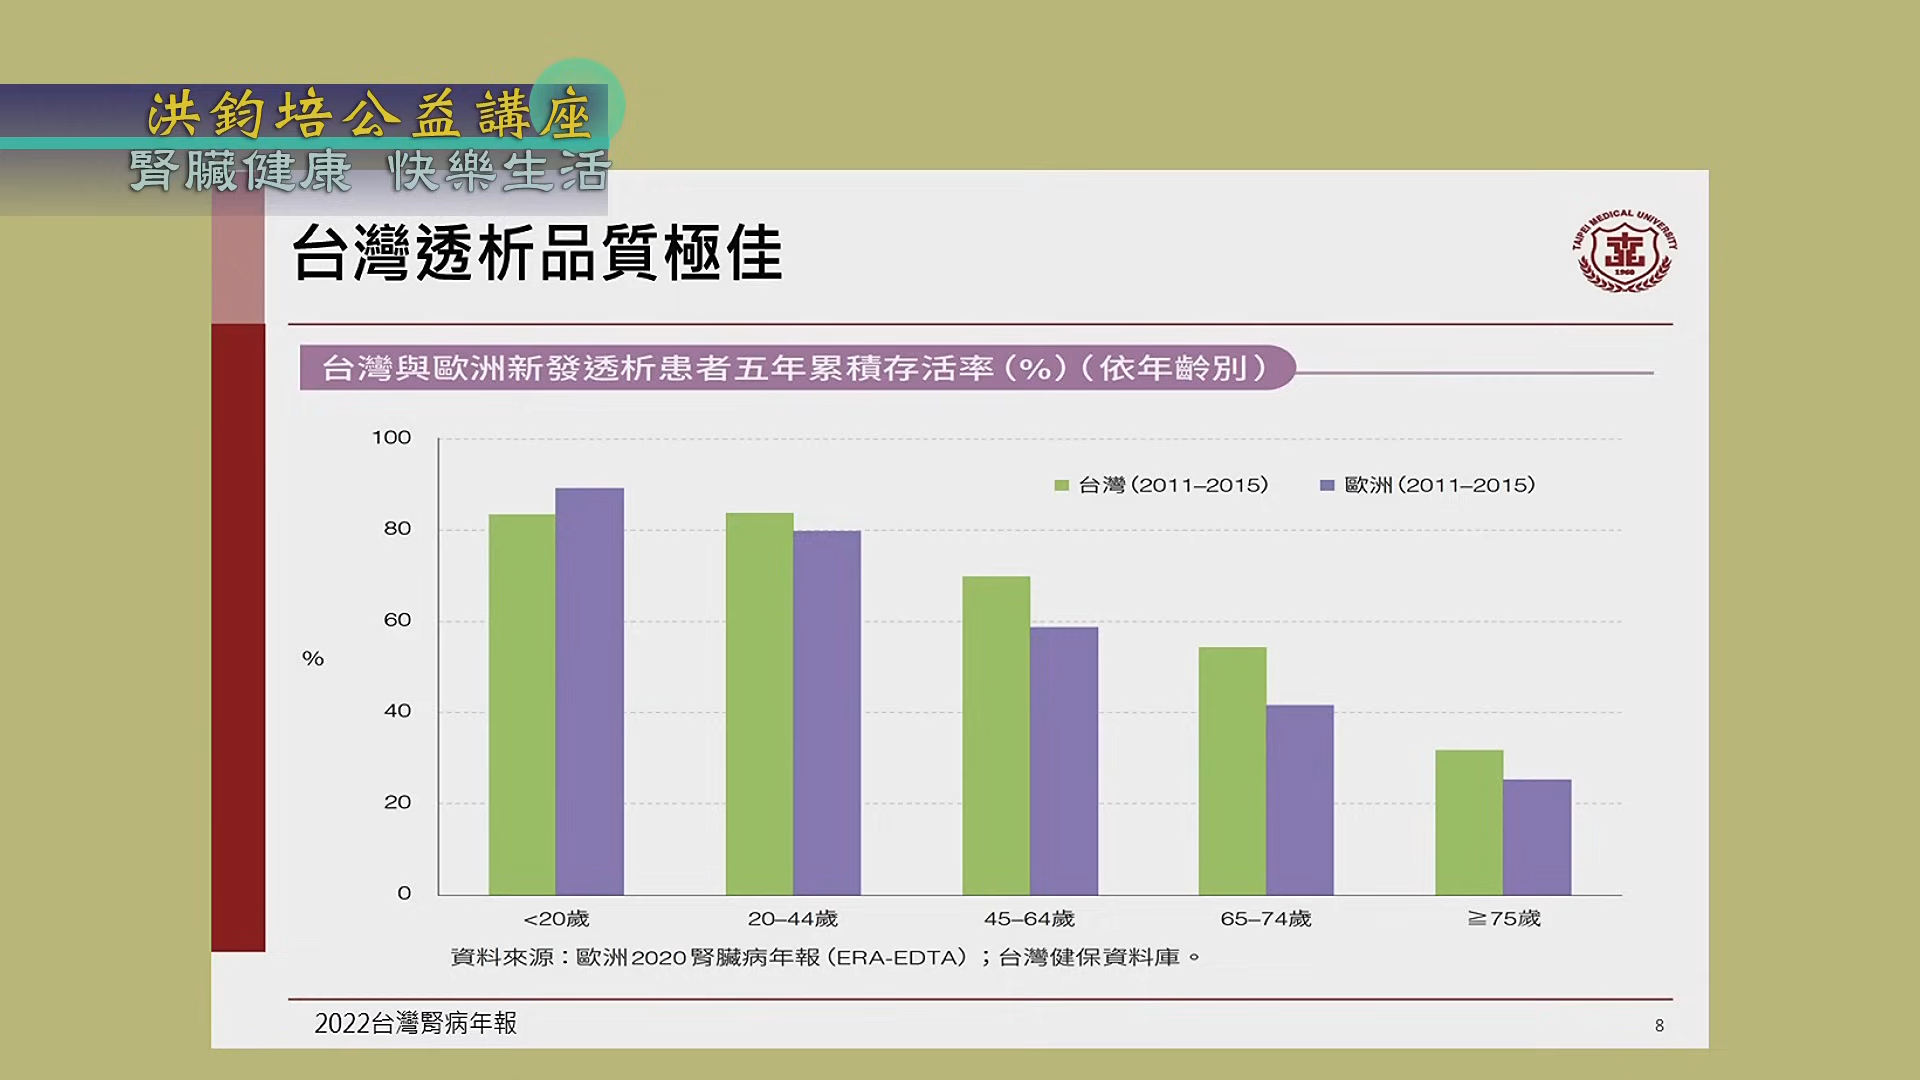 洪鈞培公益講座
腎臟健康 快樂生活
台灣透析品質極佳
TAIPEI MEDICAL UNIVERSITY
1960
台灣與歐洲新發透析患者五年累積存活率(%)(依年齡別)
台灣(2011–2015)
歐洲(2011–2015)
100
80
60
40
20
0
%
<20歲
20–44歲
45–64歲
65–74歲
≧75歲
資料來源：歐洲2020腎臟病年報(ERA-EDTA)；台灣健保資料庫。
2022台灣腎病年報
8